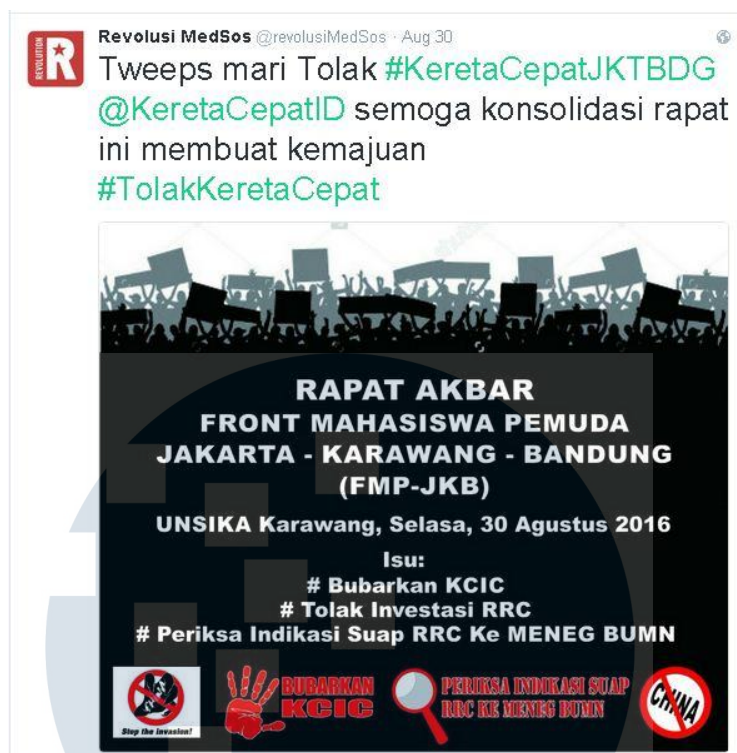 Revolusi MedSos @revolusiMedSos · Aug 30
Tweeps mari Tolak #KeretaCepatJKTBDG
@KeretaCepatID semoga konsolidasi rapat
ini membuat kemajuan
#TolakKeretaCepat
REVOLUTION
R
RAPAT AKBAR
FRONT MAHASISWA PEMUDA
JAKARTA - KARAWANG - BANDUNG
(FMP-JKB)
UNSIKA Karawang, Selasa, 30 Agustus 2016
Isu:
# Bubarkan KCIC
# Tolak Investasi RRC
# Periksa Indikasi Suap RRC Ke MENEG BUMN
Stop the invasion!
BUBARKAN
KCIC
PERIKSA INDIKASI SUAP
RRC KE MENEG BUMN
CHINA